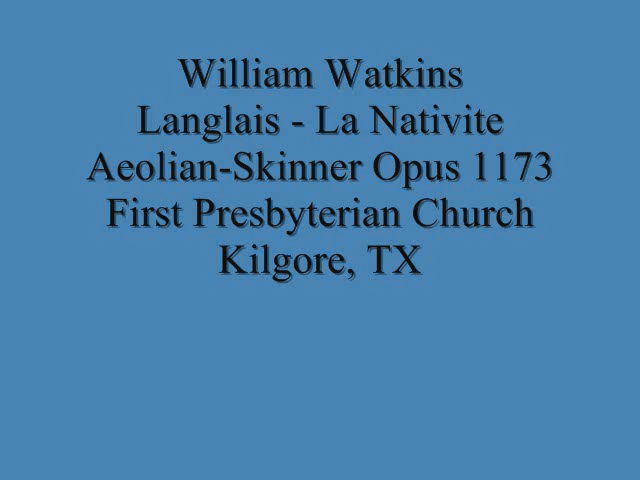 William Watkins
Langlais - La Nativite
Aeolian-Skinner Opus 1173
First Presbyterian Church
Kilgore, TX